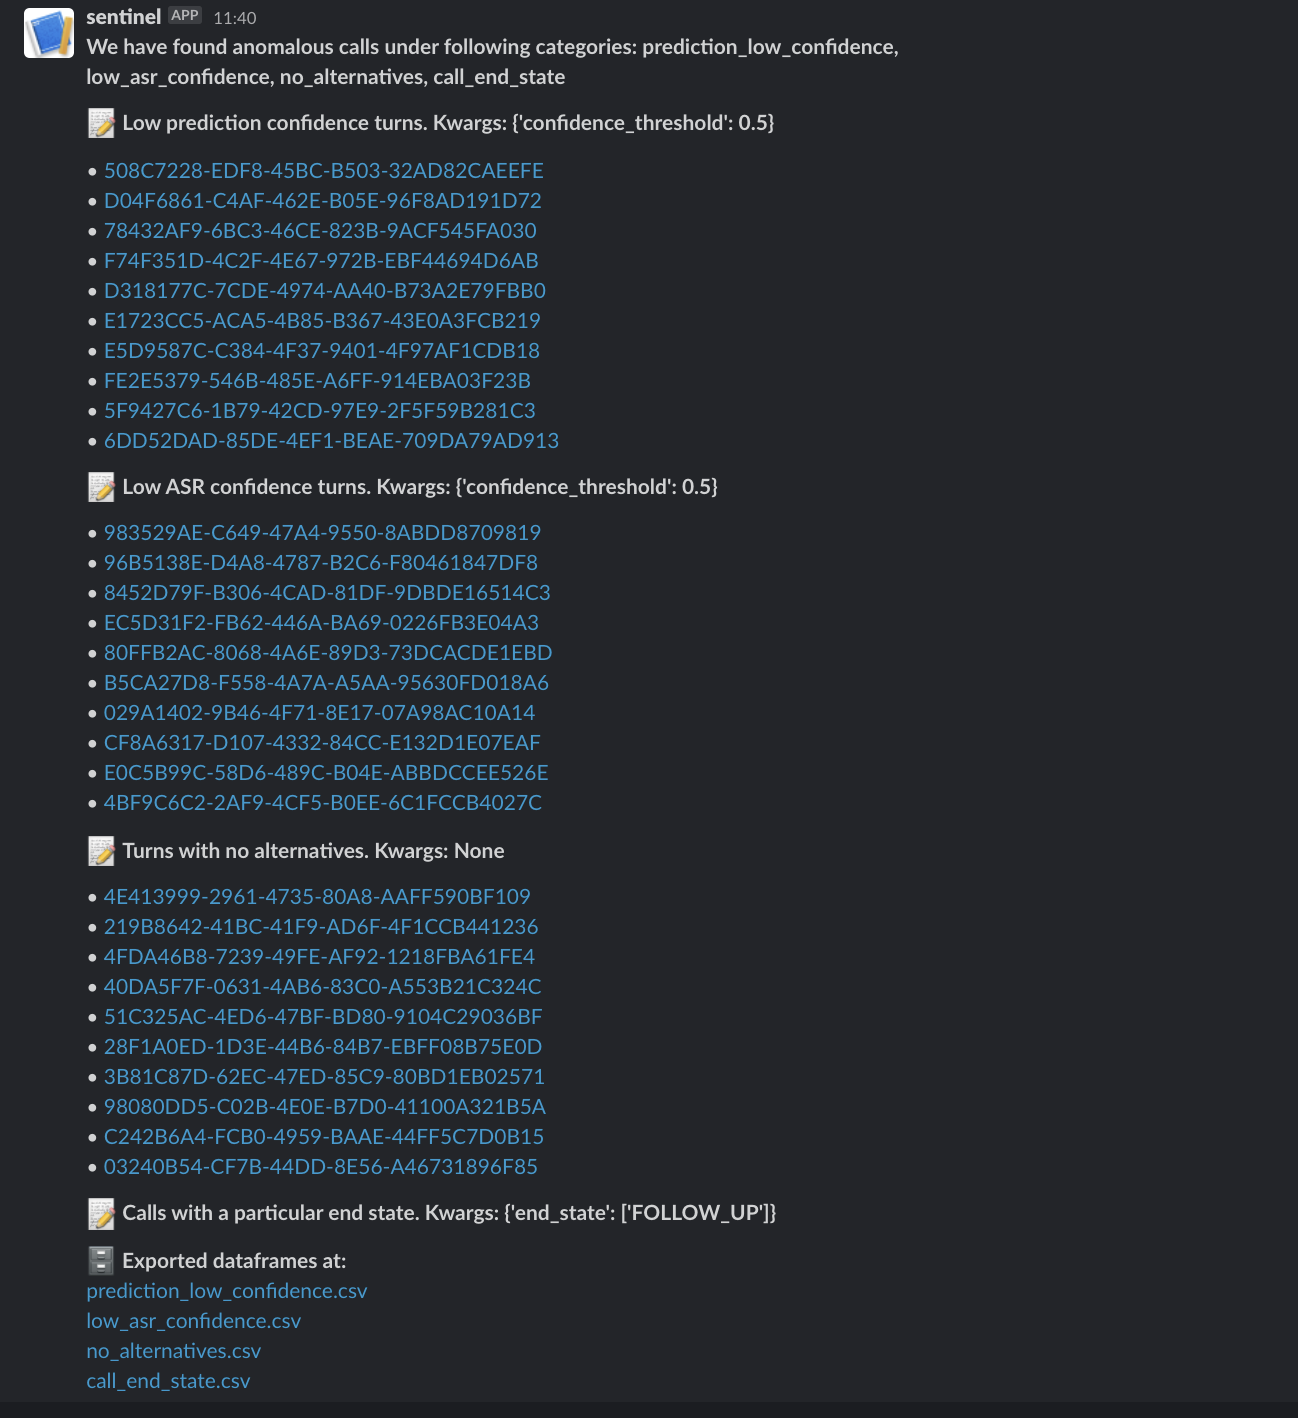 sentinel APP 11:40
We have found anomalous calls under following categories: prediction_low_confidence,
low_asr_confidence, no_alternatives, call_end_state
Low prediction confidence turns. Kwargs: {'confidence_threshold': 0.5}
• 508C7228-EDF8-45BC-B503-32AD82CAEEFE
• D04F6861-C4AF-462E-B05E-96F8AD191D72
• 78432AF9-6BC3-46CE-823B-9ACF545FA030
• F74F351D-4C2F-4E67-972B-EBF44694D6AB
• D318177C-7CDE-4974-AA40-B73A2E79FBB0
• E1723CC5-ACA5-4B85-B367-43E0A3FCB219
• E5D9587C-C384-4F37-9401-4F97AF1CDB18
• FE2E5379-546B-485E-A6FF-914EBA03F23B
• 5F9427C6-1B79-42CD-97E9-2F5F59B281C3
• 6DD52DAD-85DE-4EF1-BEAE-709DA79AD913
Low ASR confidence turns. Kwargs: {'confidence_threshold': 0.5}
• 983529AE-C649-47A4-9550-8ABDD8709819
• 96B5138E-D4A8-4787-B2C6-F80461847DF8
• 8452D79F-B306-4CAD-81DF-9DBDE16514C3
• EC5D31F2-FB62-446A-BA69-0226FB3E04A3
• 80FFB2AC-8068-4A6E-89D3-73DCACDE1EBD
• B5CA27D8-F558-4A7A-A5AA-95630FD018A6
• 029A1402-9B46-4F71-8E17-07A98AC10A14
• CF8A6317-D107-4332-84CC-E132D1E07EAF
• E0C5B99C-58D6-489C-B04E-ABBDCCEE526E
• 4BF9C6C2-2AF9-4CF5-B0EE-6C1FCCB4027C
Turns with no alternatives. Kwargs: None
• 4E413999-2961-4735-80A8-AAFF590BF109
• 219B8642-41BC-41F9-AD6F-4F1CCB441236
• 4FDA46B8-7239-49FE-AF92-1218FBA61FE4
• 40DA5F7F-0631-4AB6-83C0-A553B21C324C
• 51C325AC-4ED6-47BF-BD80-9104C29036BF
• 28F1A0ED-1D3E-44B6-84B7-EBFF08B75E0D
• 3B81C87D-62EC-47ED-85C9-80BD1EB02571
• 98080DD5-C02B-4E0E-B7D0-41100A321B5A
• C242B6A4-FCB0-4959-BAAE-44FF5C7D0B15
• 03240B54-CF7B-44DD-8E56-A46731896F85
Calls with a particular end state. Kwargs: {'end_state': ['FOLLOW_UP']}
Exported dataframes at:
prediction_low_confidence.csv
low_asr_confidence.csv
no_alternatives.csv
call_end_state.csv